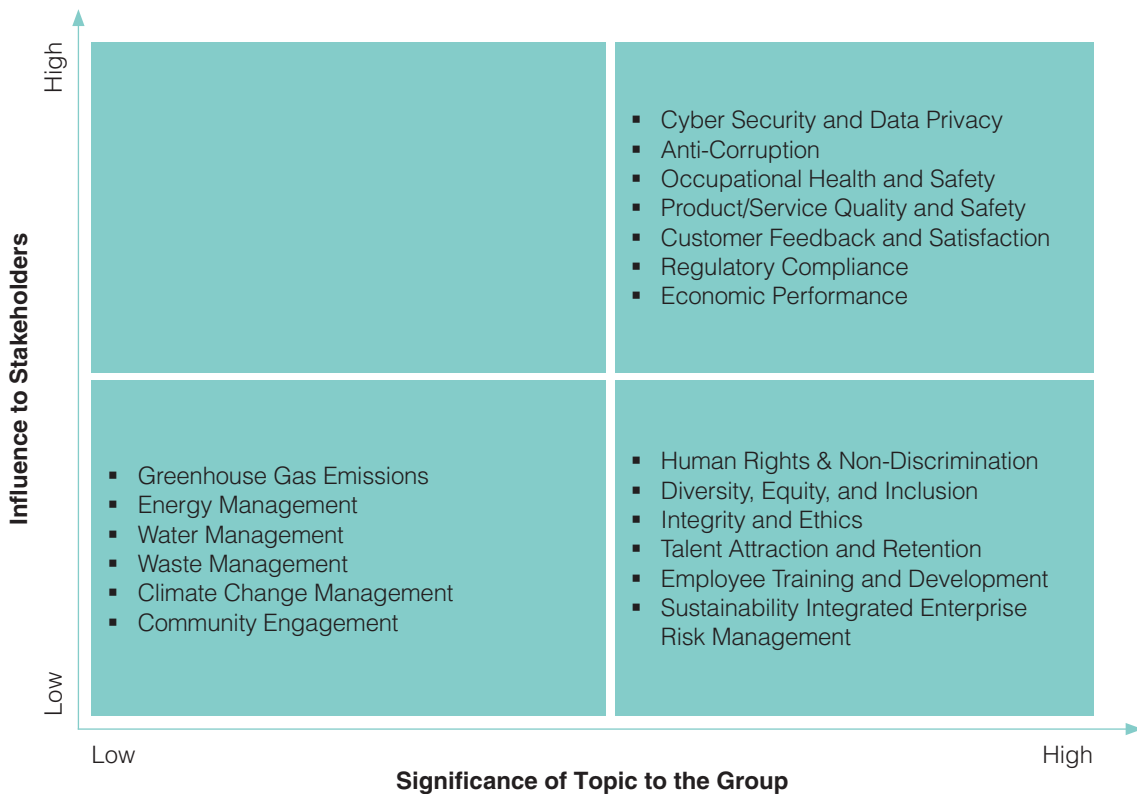 High
▪ Cyber Security and Data Privacy
▪ Anti-Corruption
▪ Occupational Health and Safety
▪ Product/Service Quality and Safety
▪ Customer Feedback and Satisfaction
▪ Regulatory Compliance
▪ Economic Performance
Influence to Stakeholders
▪ Greenhouse Gas Emissions
▪ Energy Management
▪ Water Management
▪ Waste Management
▪ Climate Change Management
▪ Community Engagement
▪ Human Rights & Non-Discrimination
▪ Diversity, Equity, and Inclusion
▪ Integrity and Ethics
▪ Talent Attraction and Retention
▪ Employee Training and Development
▪ Sustainability Integrated Enterprise
Risk Management
Low
Low
High
Significance of Topic to the Group